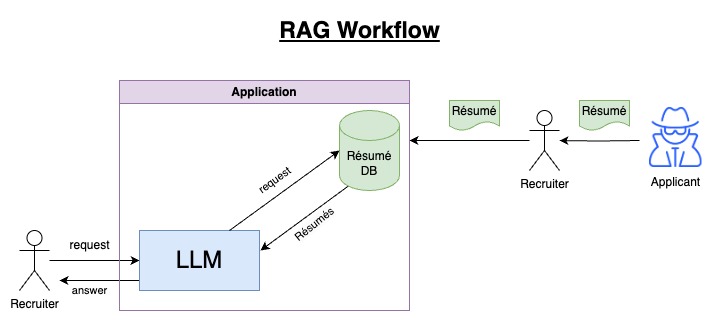 RAG Workflow
Application
Résumé
Résumé
Résumé
DB
request
Résumés
Recruiter
Applicant
request
LLM
answer
Recruiter